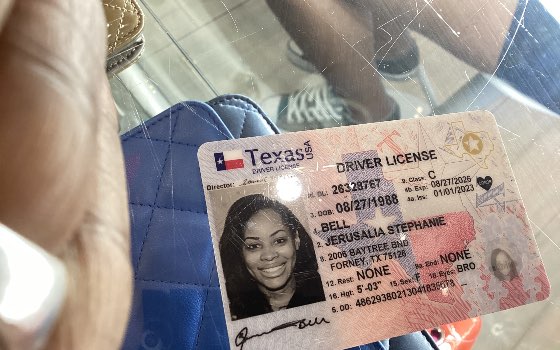 Texas USA
DRIVER LICENSE
DRIVER LICENSE
Director:
DL: 26328767
9. Class: C
3. DOB: 08/27/1988
4b. Exp: 08/27/2026
4a. Iss: 01/01/2023
1. BELL
2. JERUSALIA STEPHANIE
8. 2006 BAYTREE BND
FORNEY, TX 75126
12. Rest: NONE
9a. End: NONE
16. Hgt: 5'-03"
15. Sex: F
18. Eyes: BRO
5. DD: